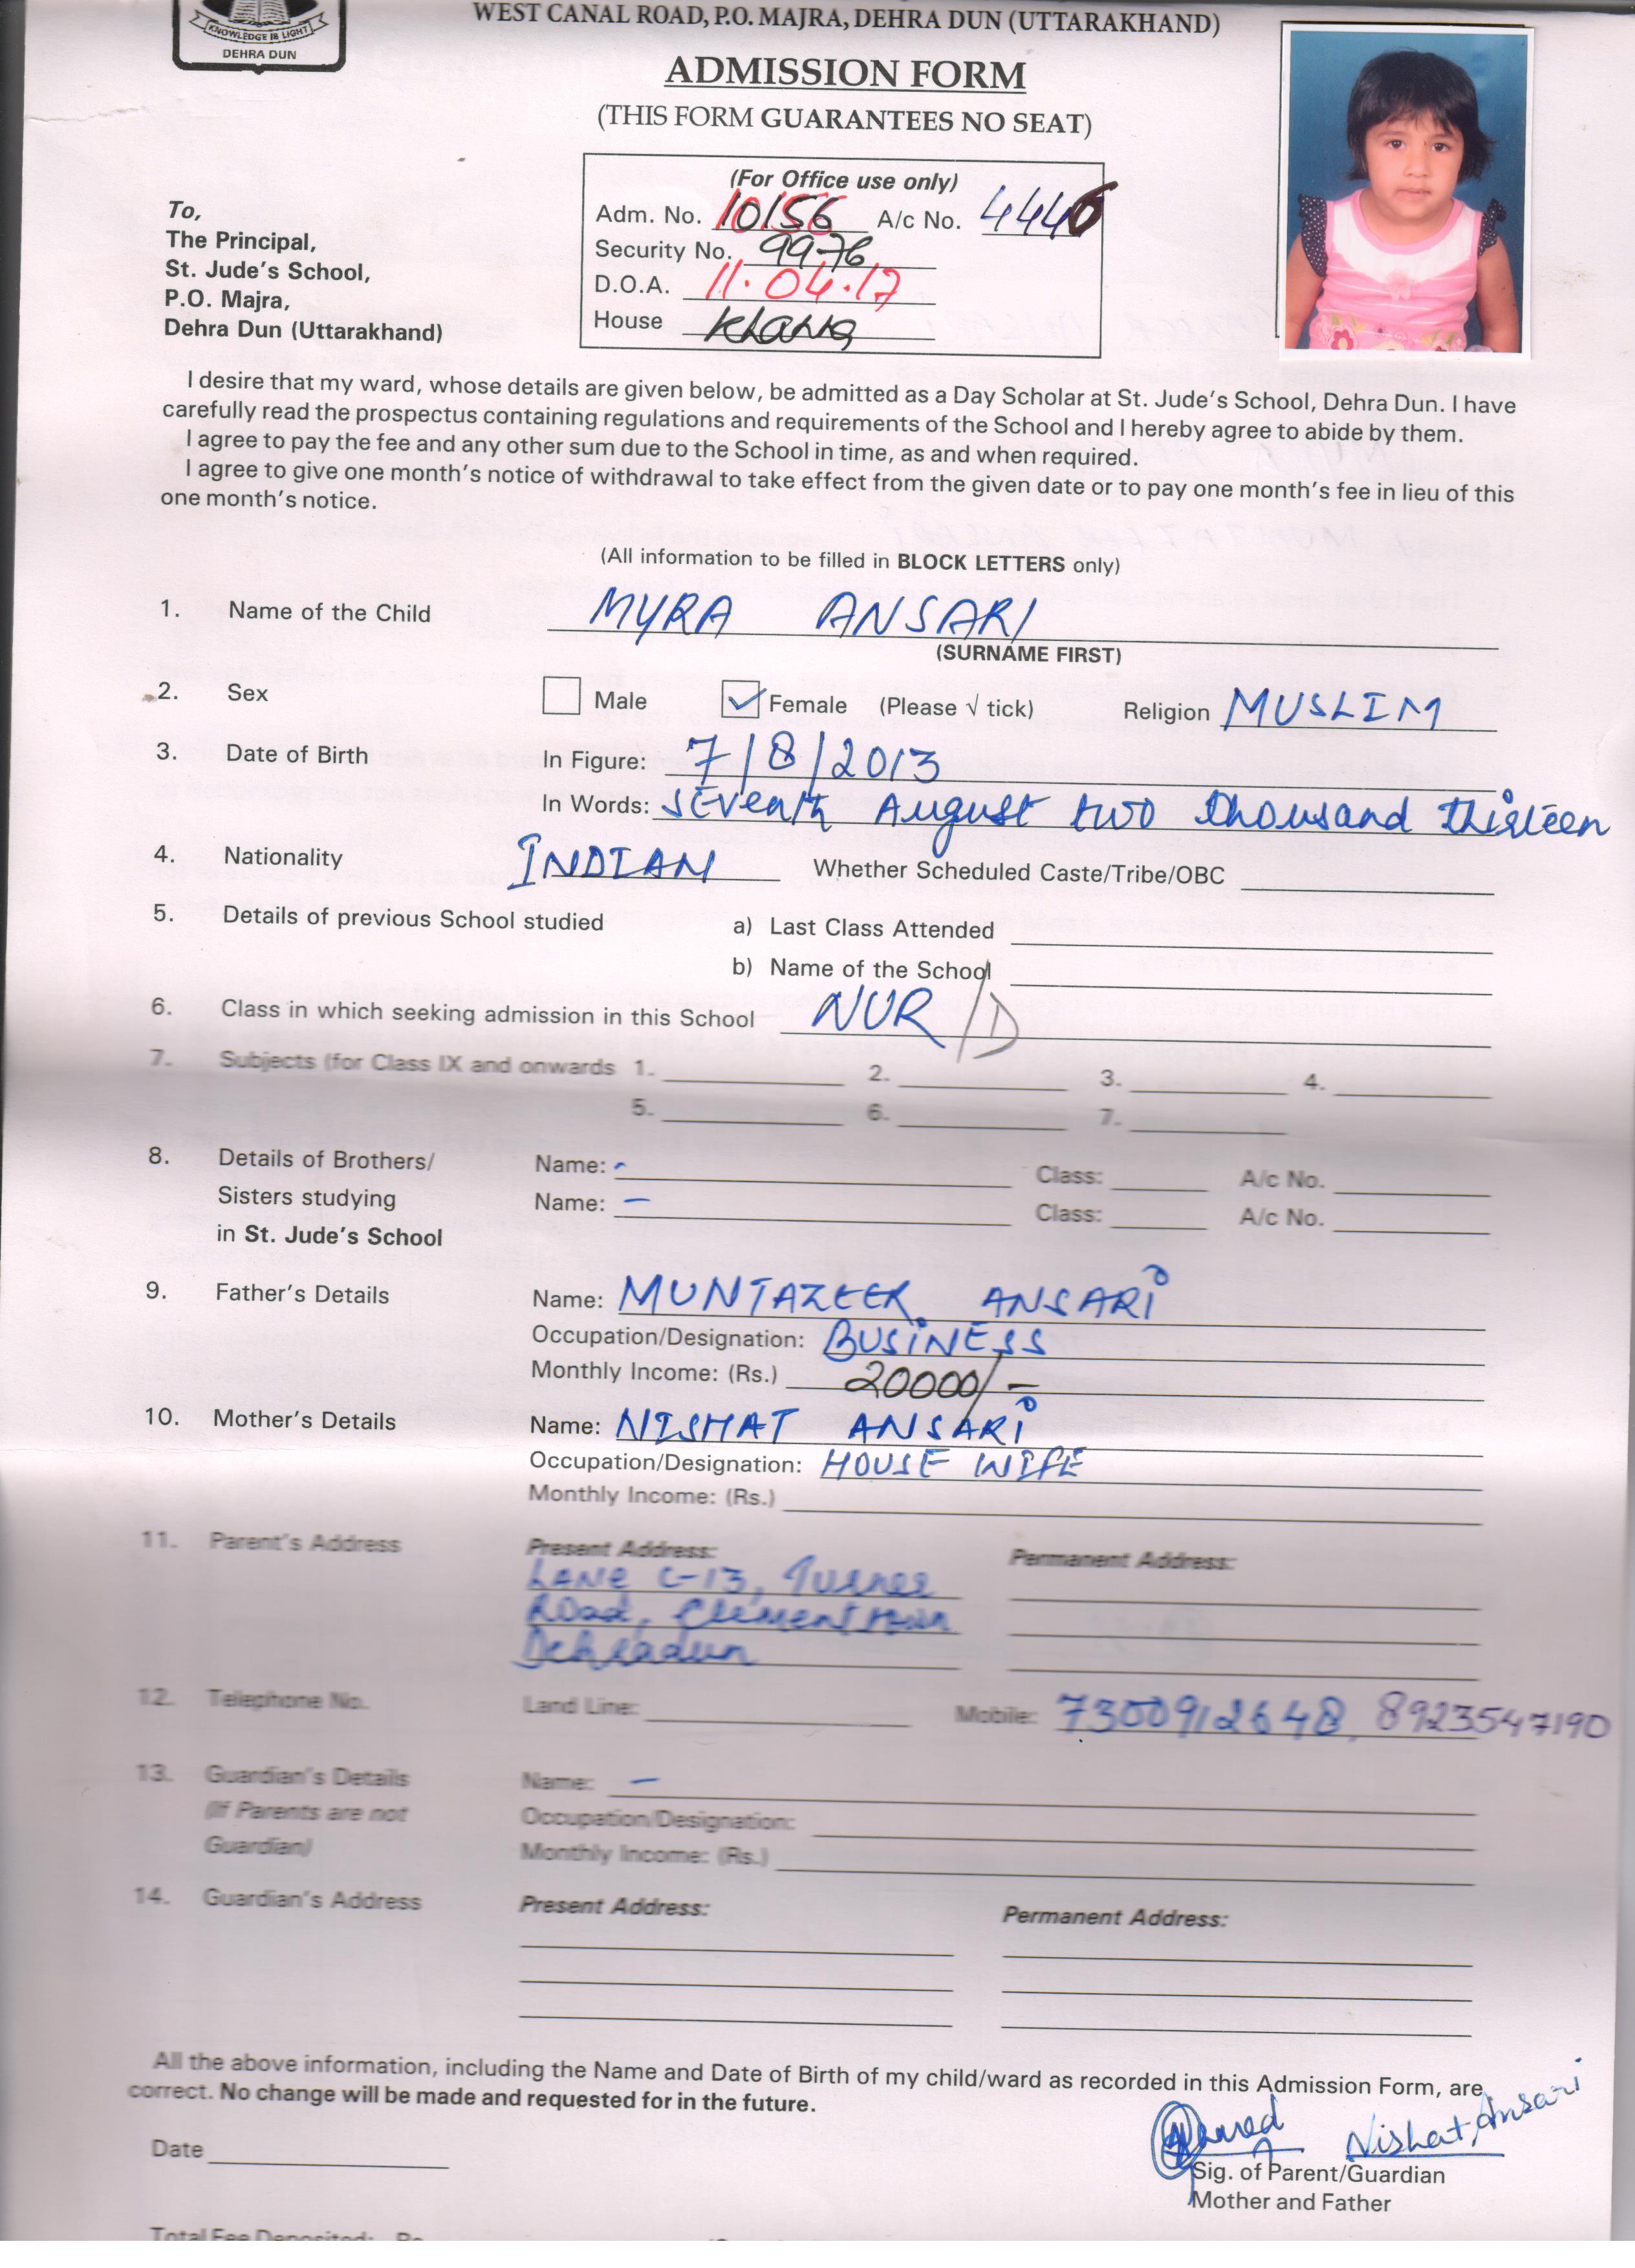 KNOWLEDGE IS LIGHT
DEHRA DUN
WEST CANAL ROAD, P.O. MAJRA, DEHRA DUN (UTTARAKHAND)
ADMISSION FORM
(THIS FORM GUARANTEES NO SEAT)
(For Office use only)
Adm. No. 10156 A/c No. 4446
Security No. 9976
D.O.A. 11.04.17
House
To,
The Principal,
St. Jude's School,
P.O. Majra,
Dehra Dun (Uttarakhand)
I desire that my ward, whose details are given below, be admitted as a Day Scholar at St. Jude's School, Dehra Dun. I have
carefully read the prospectus containing regulations and requirements of the School and I hereby agree to abide by them.
I agree to pay the fee and any other sum due to the School in time, as and when required.
I agree to give one month's notice of withdrawal to take effect from the given date or to pay one month's fee in lieu of this
one month's notice.
(All information to be filled in BLOCK LETTERS only)
1. Name of the Child MYRA ANSARI
(SURNAME FIRST)
2. Sex Male ✓ Female (Please √ tick) Religion MUSLIM
3. Date of Birth In Figure: 7/8/2013
In Words: SEVenth August two thousand thirteen
4. Nationality INDIAN Whether Scheduled Caste/Tribe/OBC
5. Details of previous School studied a) Last Class Attended
b) Name of the School
6. Class in which seeking admission in this School NUR/D
7. Subjects (for Class IX and onwards 1. 2. 3. 4.
5. 6. 7.
8. Details of Brothers/ Name: - Class: A/c No.
Sisters studying Name: - Class: A/c No.
in St. Jude's School
9. Father's Details Name: MUNTAZEER ANSARI
Occupation/Designation: BUSINESS
Monthly Income: (Rs.) 20000/-
10. Mother's Details Name: NISHAT ANSARI
Occupation/Designation: HOUSE WIFE
Monthly Income: (Rs.)
11. Parent's Address Present Address: Permanent Address:
LANE C-13, Turner
Road, Clement town
Dehradun
12. Telephone No. Land Line: Mobile: 7300912648, 8923547190
13. Guardian's Details Name: -
(If Parents are not Occupation/Designation:
Guardian) Monthly Income: (Rs.)
14. Guardian's Address Present Address: Permanent Address:
All the above information, including the Name and Date of Birth of my child/ward as recorded in this Admission Form, are
correct. No change will be made and requested for in the future.
Nishat Ansari
Date
Sig. of Parent/Guardian
Mother and Father
Total Fee Deposited: Rs